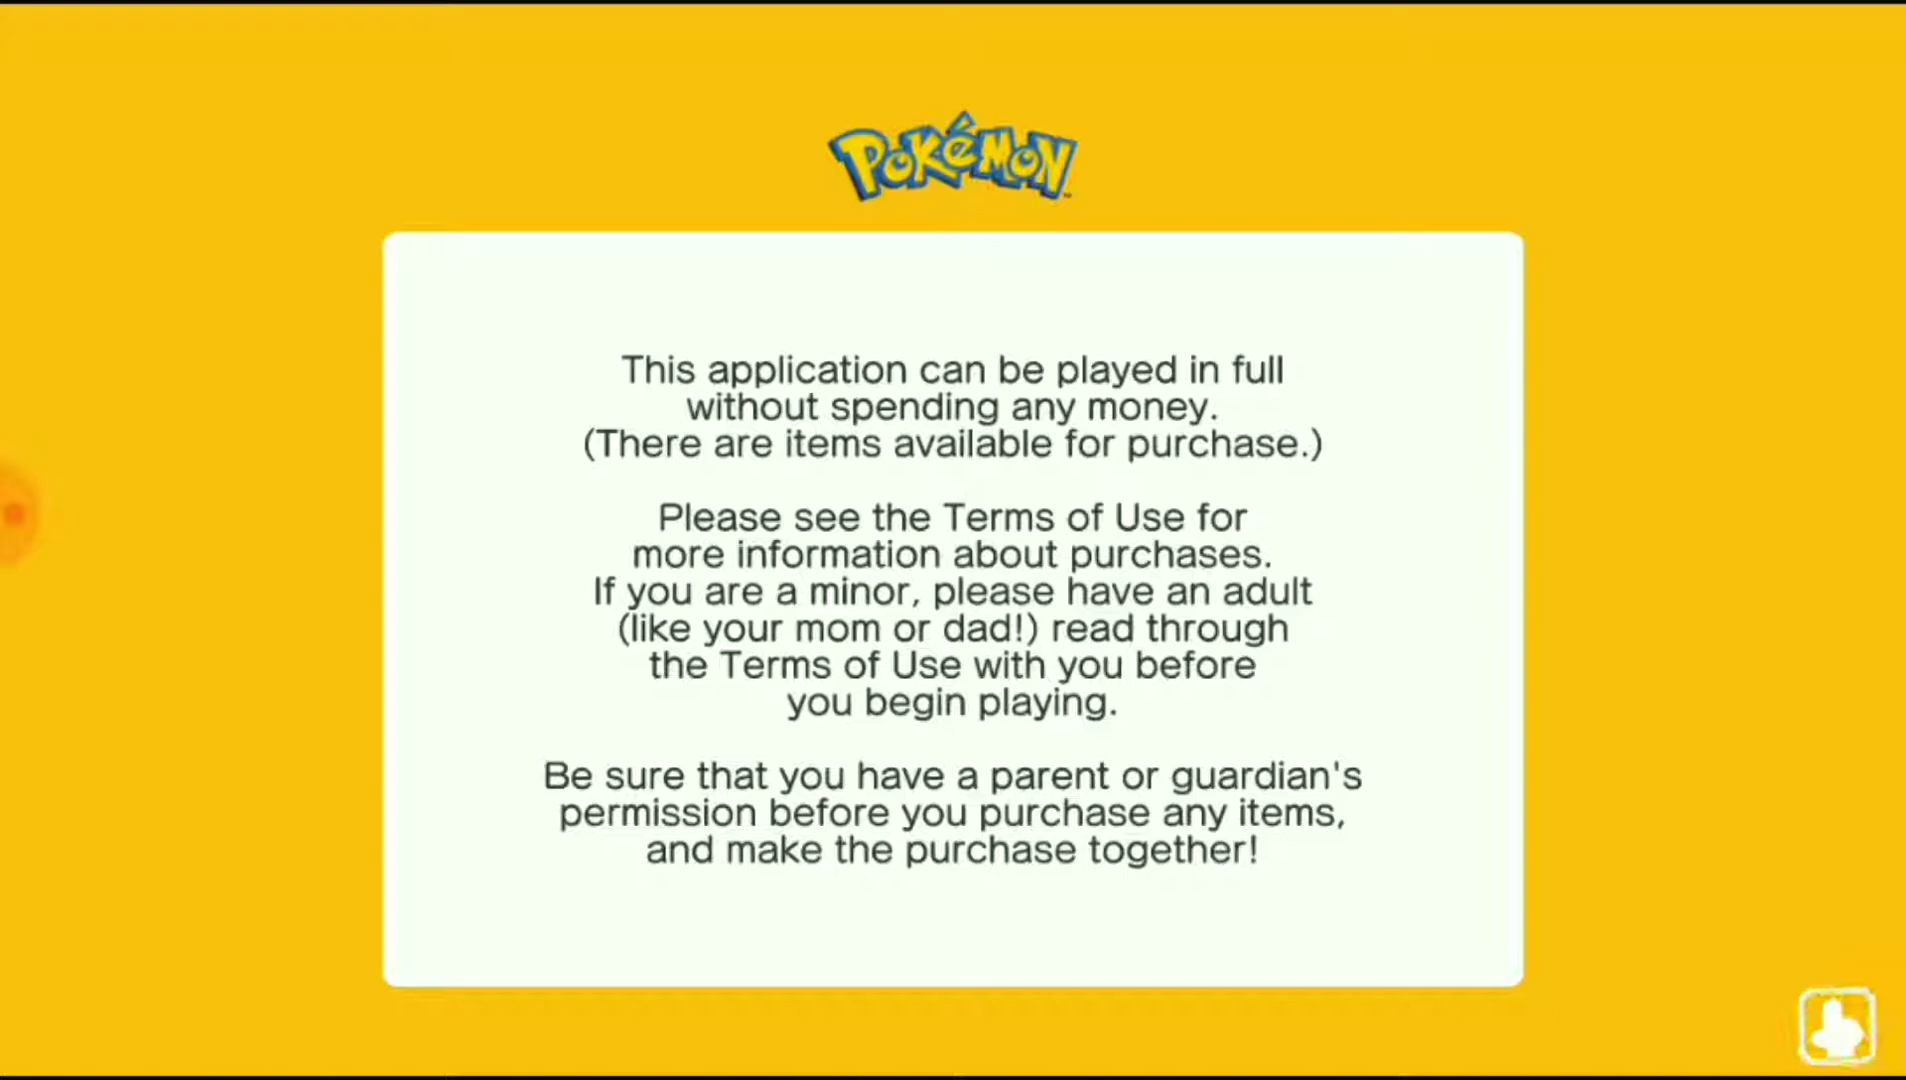 POKéMON™
This application can be played in full
without spending any money.
(There are items available for purchase.)
Please see the Terms of Use for
more information about purchases.
If you are a minor, please have an adult
(like your mom or dad!) read through
the Terms of Use with you before
you begin playing.
Be sure that you have a parent or guardian's
permission before you purchase any items,
and make the purchase together!